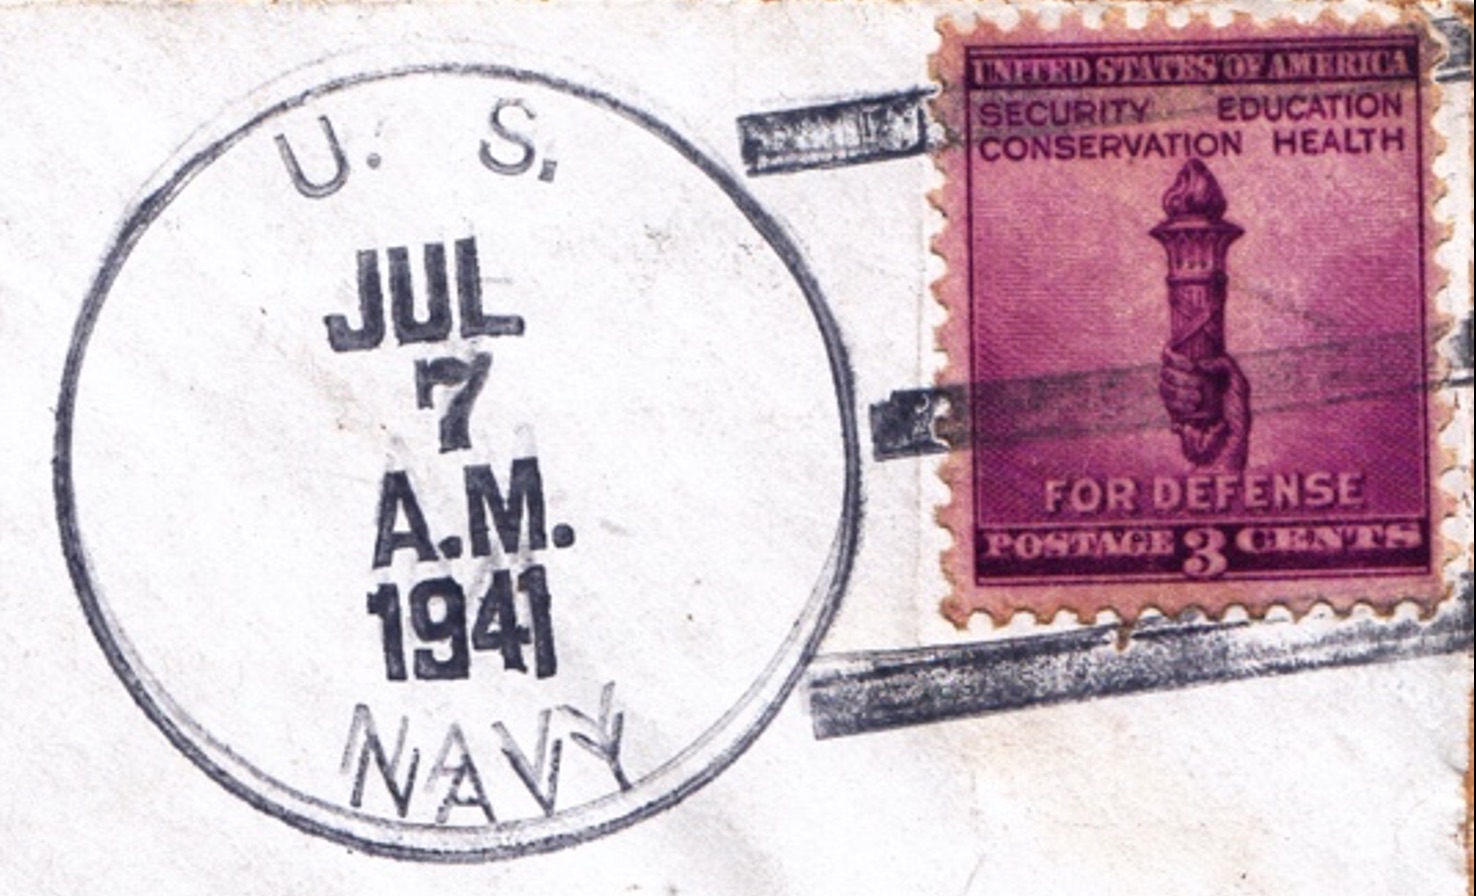 U. S.
JUL
7
A.M.
1941
NAVY
UNITED STATES OF AMERICA
SECURITY EDUCATION
CONSERVATION HEALTH
FOR DEFENSE
POSTAGE 3 CENTS